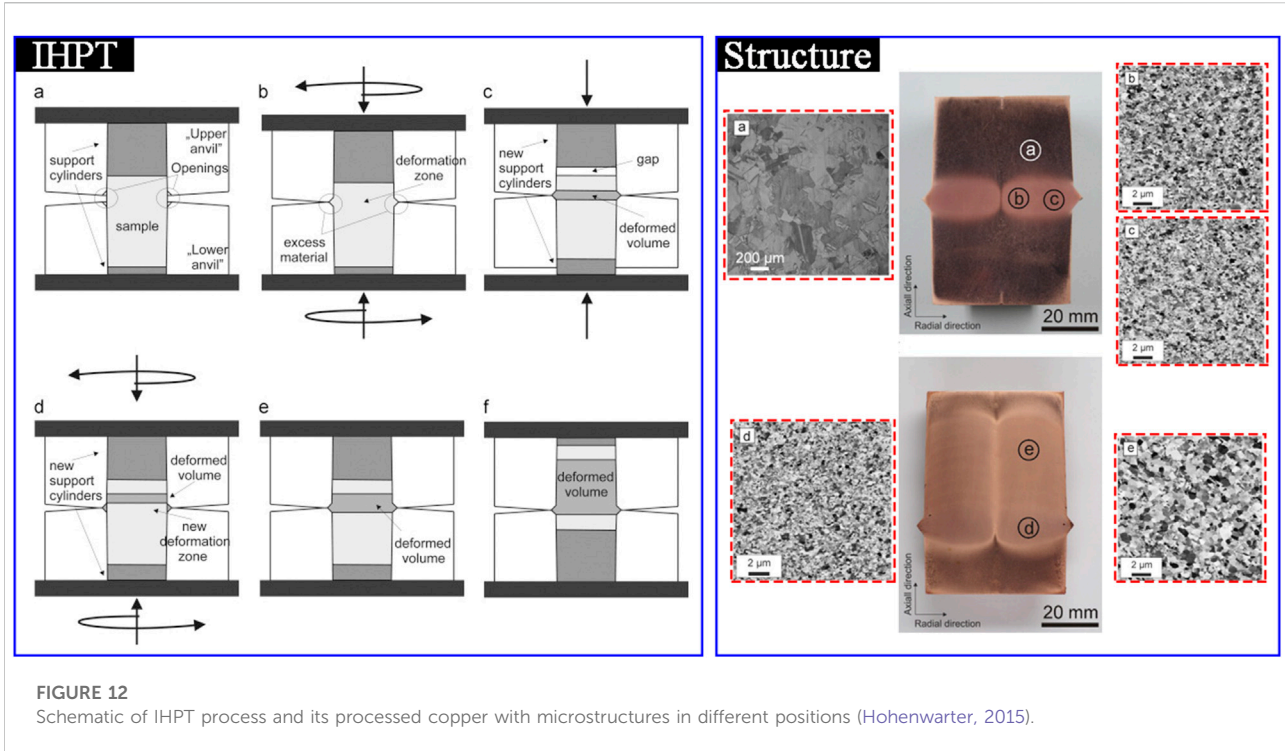 IHPT
a
„Upper
anvil”
support
cylinders
Openings
sample
„Lower
anvil”
b
deformation
zone
excess
material
c
new
support
cylinders
gap
deformed
volume
d
new
support
cylinders
deformed
volume
new
deformation
zone
e
deformed
volume
f
deformed
volume
Structure
a
200 µm
a
b
c
Axiall direction
Radial direction
20 mm
b
2 µm
c
2 µm
d
2 µm
e
d
Axiall direction
Radial direction
20 mm
e
2 µm
FIGURE 12
Schematic of IHPT process and its processed copper with microstructures in different positions (Hohenwarter, 2015).